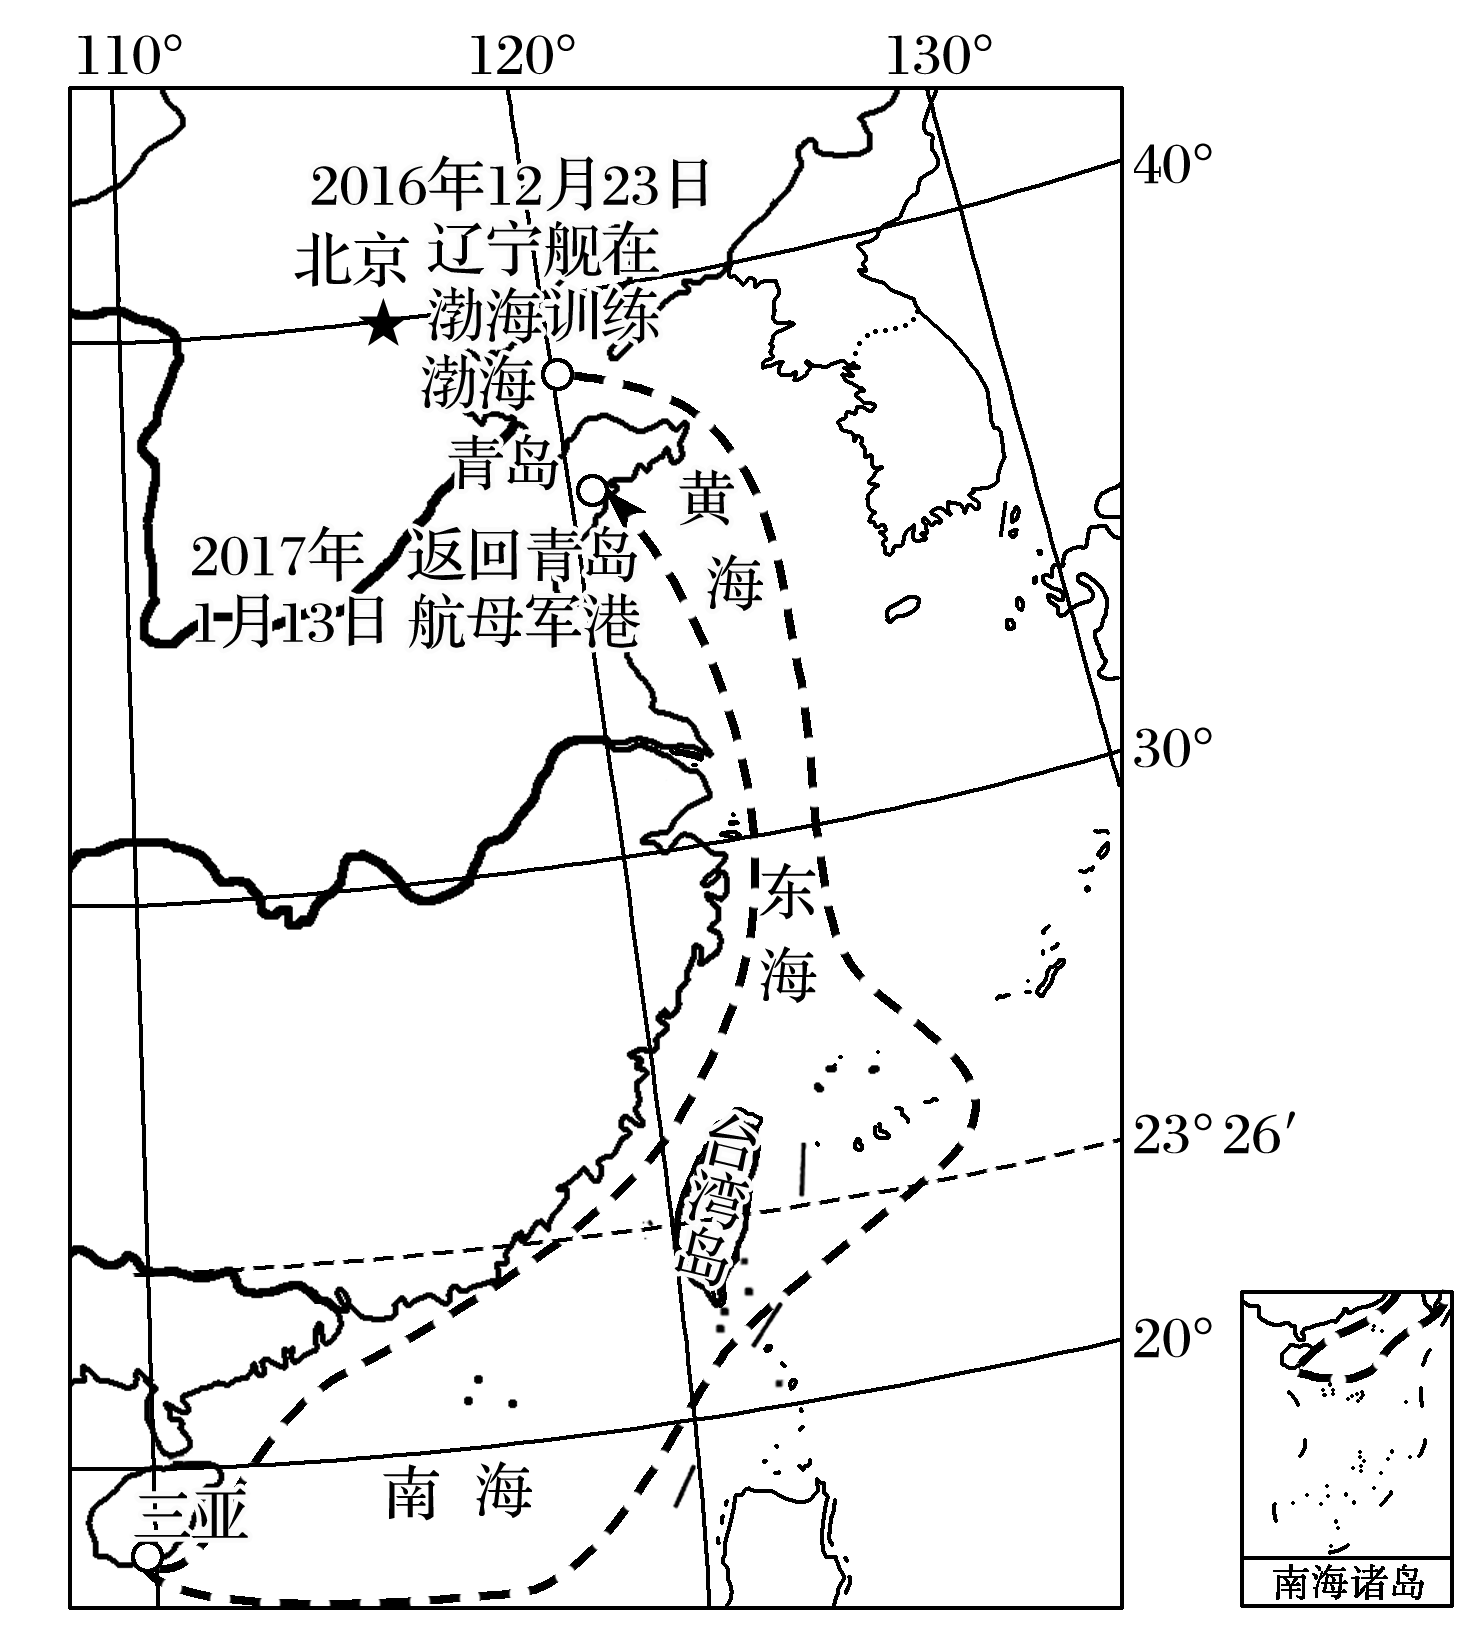 110°
120°
130°
40°
2016年12月23日
北京
辽宁舰在
渤海训练
渤海
青岛
黄
海
2017年
1月13日
返回青岛
航母军港
30°
东
海
23°26′
台湾岛
20°
南海
三亚
南海诸岛